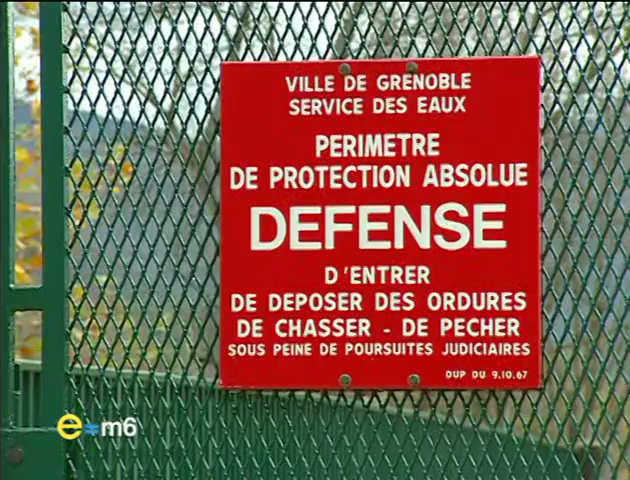 VILLE DE GRENOBLE
SERVICE DES EAUX
PERIMETRE
DE PROTECTION ABSOLUE
DEFENSE
D'ENTRER
DE DEPOSER DES ORDURES
DE CHASSER - DE PECHER
SOUS PEINE DE POURSUITES JUDICIAIRES
DUP DU 9.10.67
e=m6